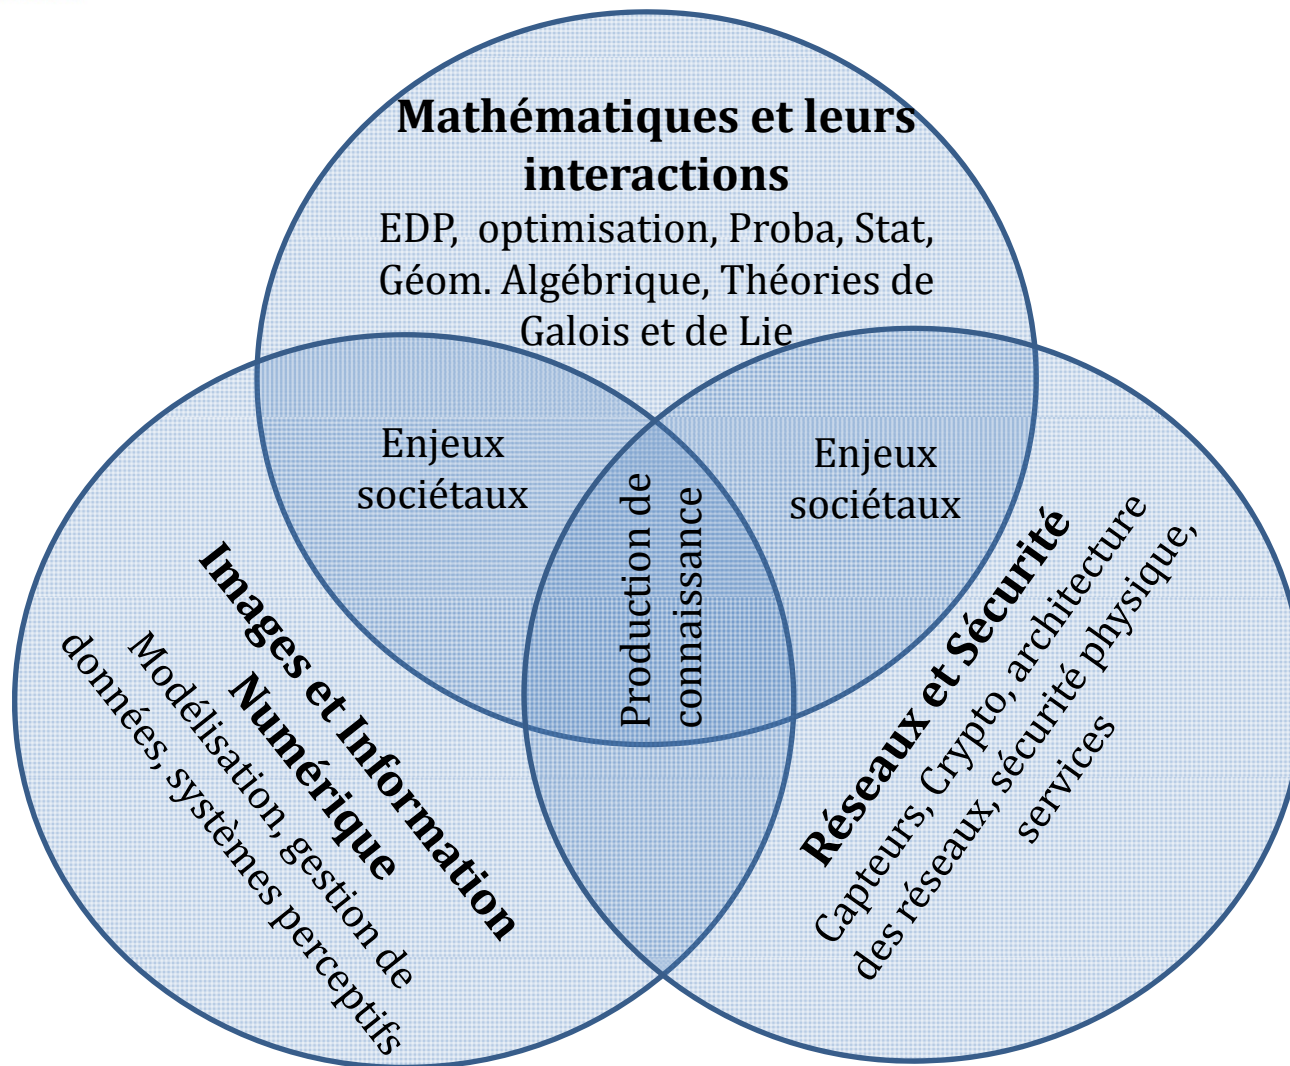 Mathématiques et leurs
interactions
EDP, optimisation, Proba, Stat,
Géom. Algébrique, Théories de
Galois et de Lie
Enjeux
sociétaux
Enjeux
sociétaux
Production de
connaissance
Images et Information
Numérique
Modélisation, gestion de
données, systèmes perceptifs
Réseaux et Sécurité
Capteurs, Crypto, architecture
des réseaux, sécurité physique,
services